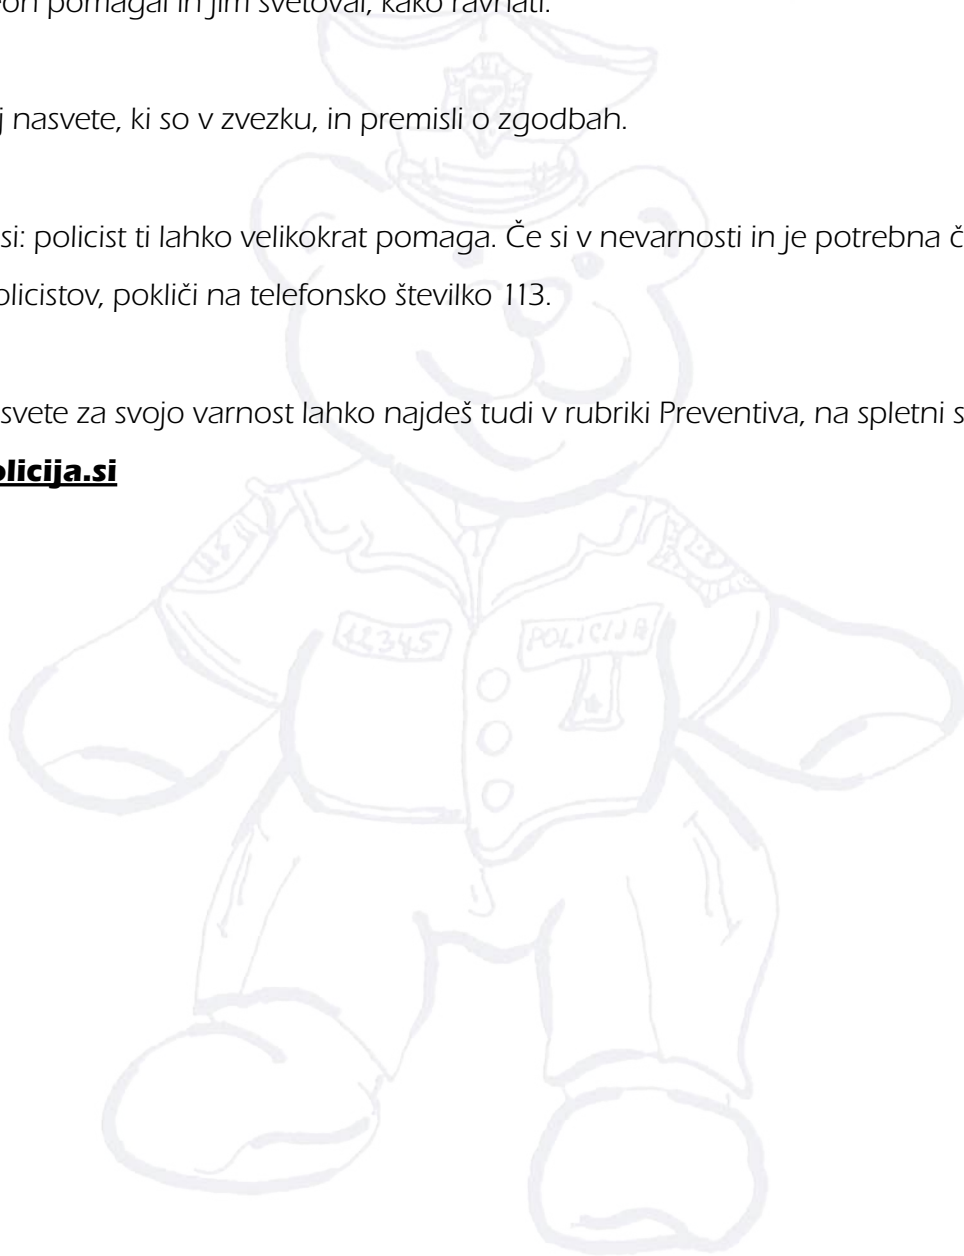 pomagal in jim svetoval, kako ravnati.
nasvete, ki so v zvezku, in premisli o zgodbah.
si: policist ti lahko velikokrat pomaga. Če si v nevarnosti in je potrebna
policistov, pokliči na telefonsko številko 113.
svete za svojo varnost lahko najdeš tudi v rubriki Preventiva, na spletni
olicija.si
12345
POLICIJA